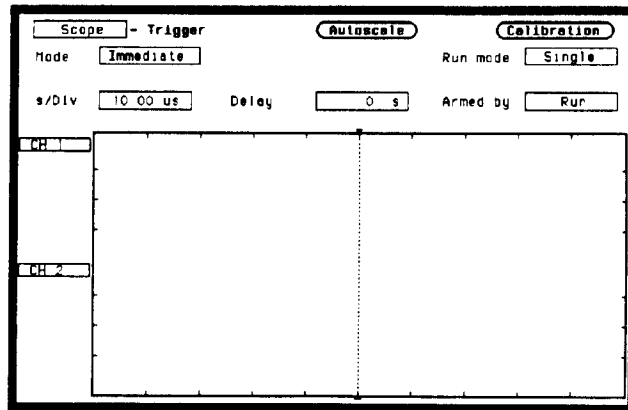 Scope - Trigger Autoscale Calibration
Mode Immediate Run mode Single
s/Div 10.00 us Delay 0 s Armed by Run
CH 1
CH 2